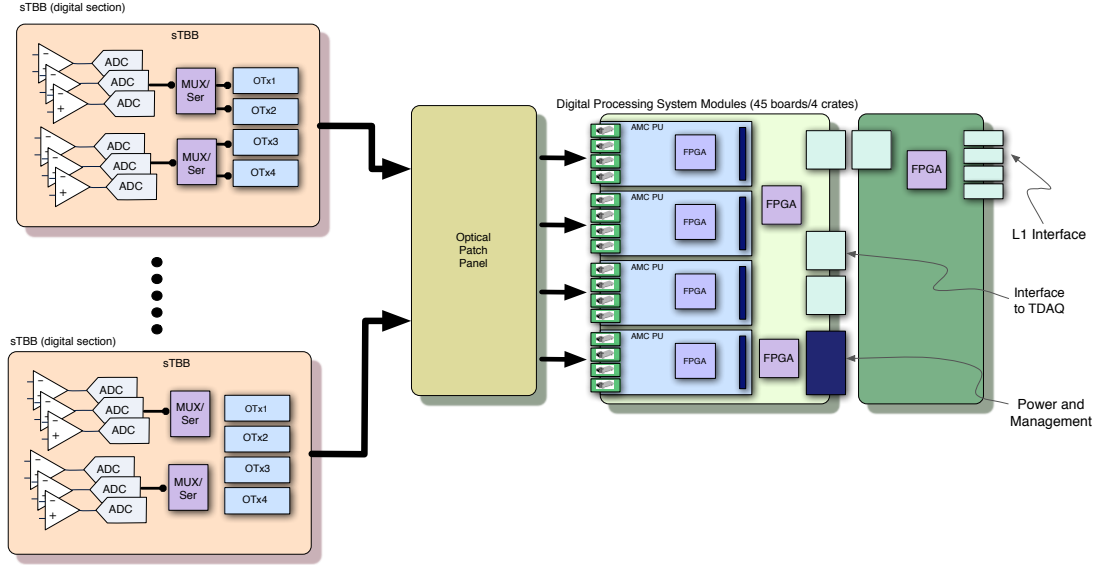 sTBB (digital section)
sTBB
ADC
ADC
ADC
MUX/
Ser
OTx1
OTx2
ADC
ADC
ADC
MUX/
Ser
OTx3
OTx4
sTBB (digital section)
sTBB
ADC
ADC
ADC
MUX/
Ser
OTx1
OTx2
ADC
ADC
ADC
MUX/
Ser
OTx3
OTx4
Optical
Patch
Panel
Digital Processing System Modules (45 boards/4 crates)
AMC PU
FPGA
AMC PU
FPGA
AMC PU
FPGA
AMC PU
FPGA
FPGA
FPGA
FPGA
L1 Interface
Interface
to TDAQ
Power and
Management